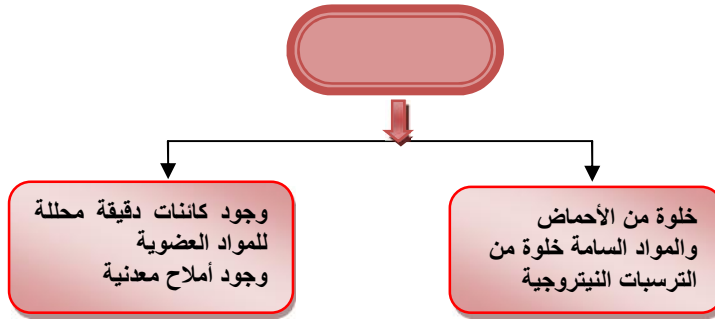 خلوة من الأحماض
والمواد السامة خلوة من
الترسبات النيتروجية
وجود كائنات دقيقة محللة
للمواد العضوية
وجود أملاح معدنية